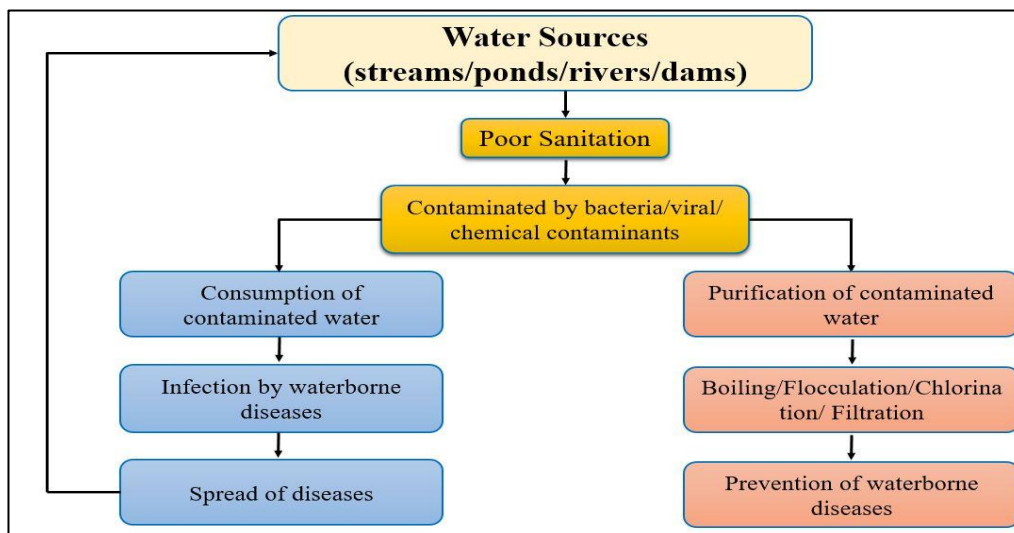 Water Sources
(streams/ponds/rivers/dams)
Poor Sanitation
Contaminated by bacteria/viral/
chemical contaminants
Consumption of
contaminated water
Infection by waterborne
diseases
Spread of diseases
Purification of contaminated
water
Boiling/Flocculation/Chlorina
tion/ Filtration
Prevention of waterborne
diseases